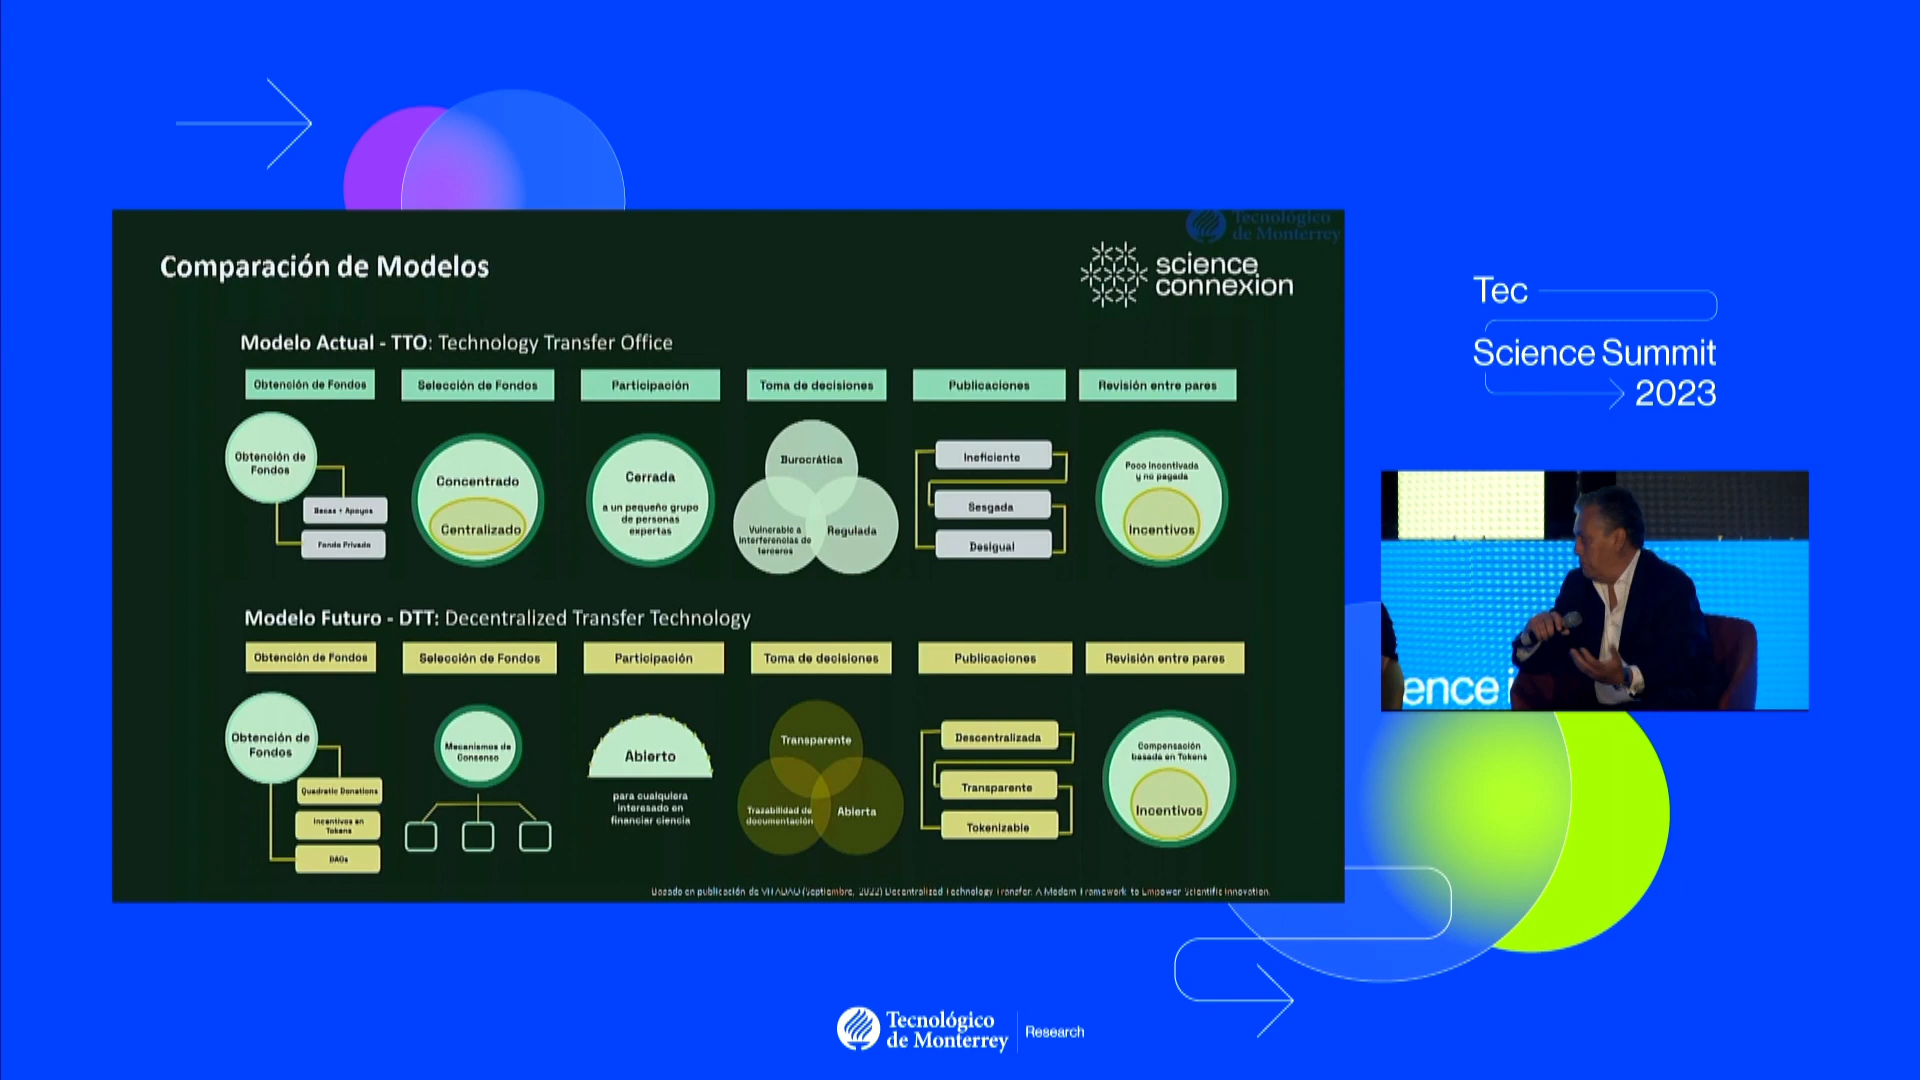 Tecnológico
de Monterrey
Comparación de Modelos
science
connexion
Modelo Actual - TTO: Technology Transfer Office
Obtención de Fondos
Selección de Fondos
Participación
Toma de decisiones
Publicaciones
Revisión entre pares
Obtención de
Fondos
Becas + Apoyos
Fondo Privado
Concentrado
Centralizado
Cerrada
a un pequeño grupo
de personas
expertas
Burocrática
Vulnerable a
interferencias de
terceros
Regulada
Ineficiente
Sesgada
Desigual
Poco incentivada
y no pagada
Incentivos
Modelo Futuro - DTT: Decentralized Transfer Technology
Obtención de Fondos
Selección de Fondos
Participación
Toma de decisiones
Publicaciones
Revisión entre pares
Obtención de
Fondos
Quadratic Donations
Incentivos en
Tokens
DAOs
Mecanismos de
Consenso
Abierto
para cualquiera
interesado en
financiar ciencia
Transparente
Trazabilidad de
documentación
Abierta
Descentralizada
Transparente
Tokenizable
Compensación
basada en Tokens
Incentivos
Basado en publicación de VITADAO (Septiembre, 2022) Decentralized Technology Transfer: A Modern Framework to Empower Scientific Innovation.
Tec
Science Summit
2023
ence i
Tecnológico
de Monterrey
Research